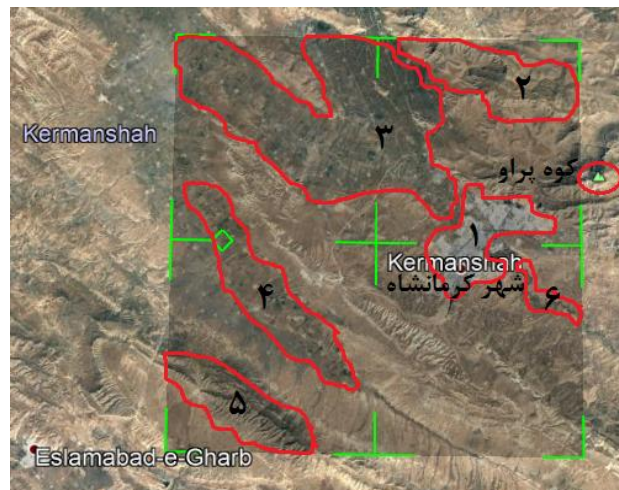 ۲
Kermanshah
۳
کوه پراو
۱
Kermanshah
شهر کرمانشاه
۶
۴
۵
Eslamabad-e-Gharb